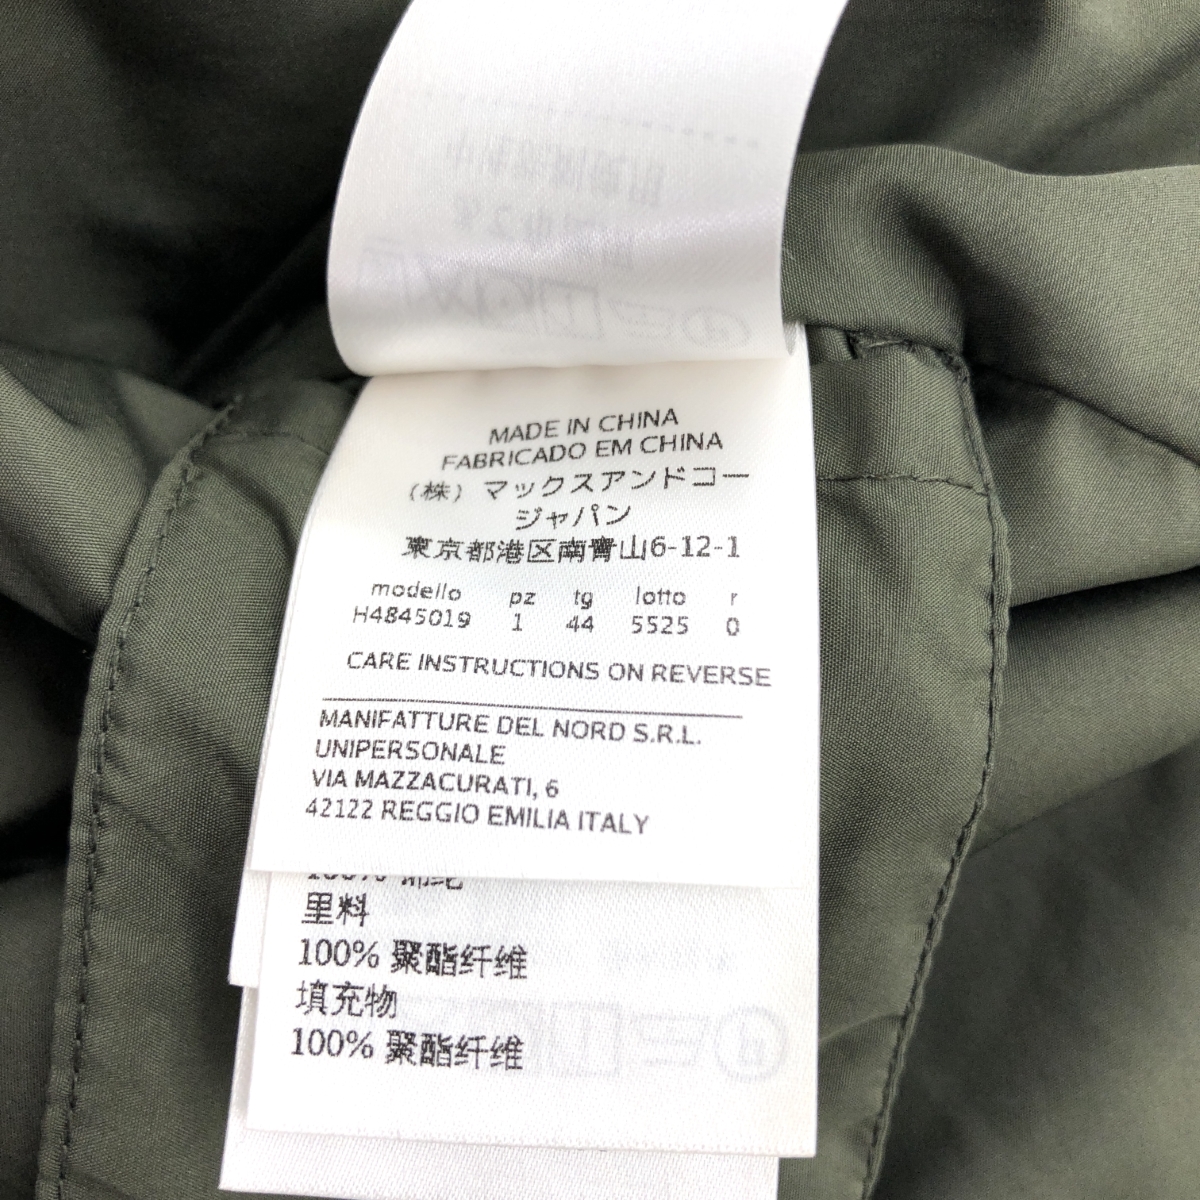 MADE IN CHINA
FABRICADO EM CHINA
(株) マックスアンドコー
ジャパン
東京都港区南青山6-12-1
modello pz tg lotto r
H4845019 1 44 5525 0
CARE INSTRUCTIONS ON REVERSE
MANIFATTURE DEL NORD S.R.L.
UNIPERSONALE
VIA MAZZACURATI, 6
42122 REGGIO EMILIA ITALY
100%
里料
100% 聚酯纤维
填充物
100% 聚酯纤维